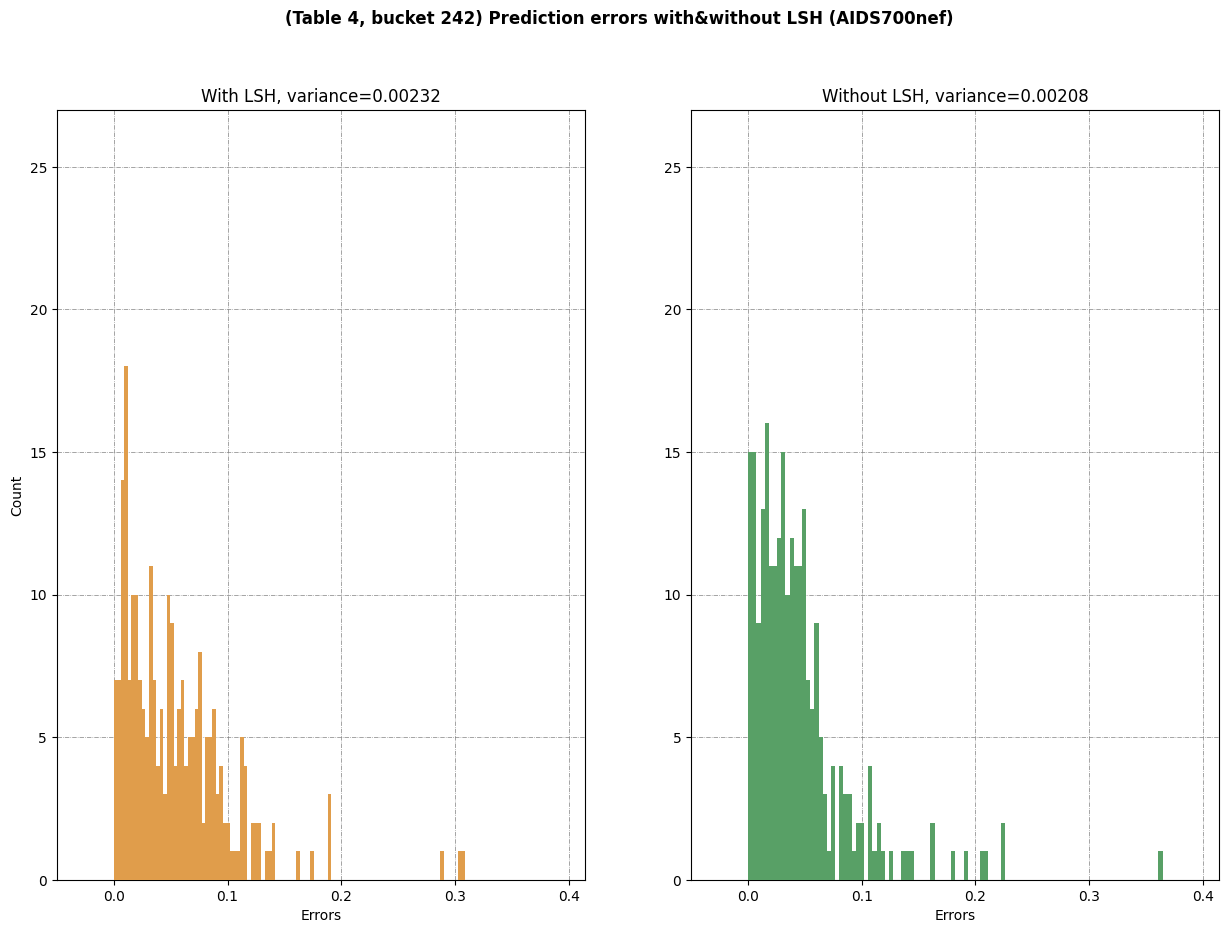 (Table 4, bucket 242) Prediction errors with&without LSH (AIDS700nef)
With LSH, variance=0.00232
25
20
15
10
5
0
Count
0.0 0.1 0.2 0.3 0.4
Errors
Without LSH, variance=0.00208
25
20
15
10
5
0
0.0 0.1 0.2 0.3 0.4
Errors